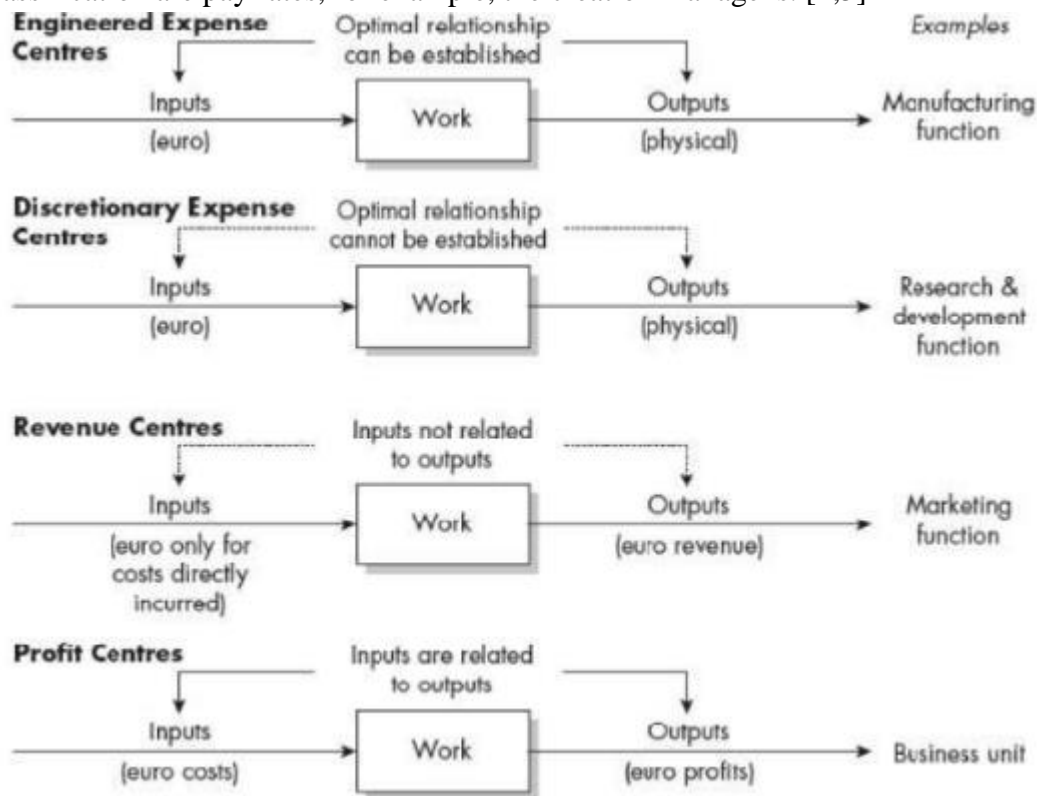 Engineered Expense
Centres
Optimal relationship
can be established
Examples
Inputs
(euro)
Work
Outputs
(physical)
Manufacturing
function
Discretionary Expense
Centres
Optimal relationship
cannot be established
Inputs
(euro)
Work
Outputs
(physical)
Research &
development
function
Revenue Centres
Inputs not related
to outputs
Inputs
(euro only for
costs directly
incurred)
Work
Outputs
(euro revenue)
Marketing
function
Profit Centres
Inputs are related
to outputs
Inputs
(euro costs)
Work
Outputs
(euro profits)
Business unit